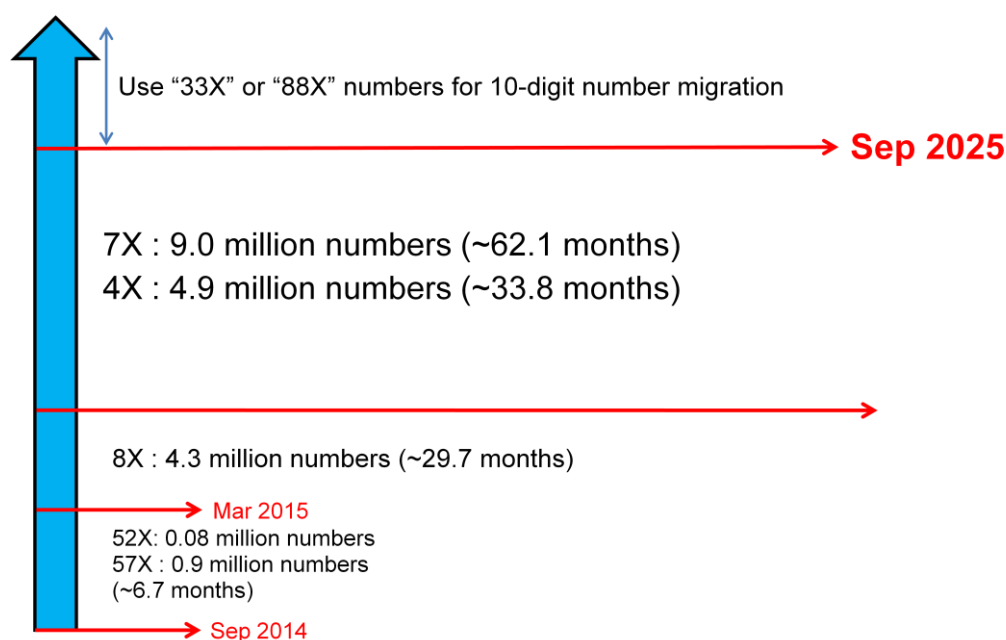 Use “33X” or “88X” numbers for 10-digit number migration
Sep 2025
7X : 9.0 million numbers (~62.1 months)
4X : 4.9 million numbers (~33.8 months)
8X : 4.3 million numbers (~29.7 months)
Mar 2015
52X: 0.08 million numbers
57X : 0.9 million numbers
(~6.7 months)
Sep 2014